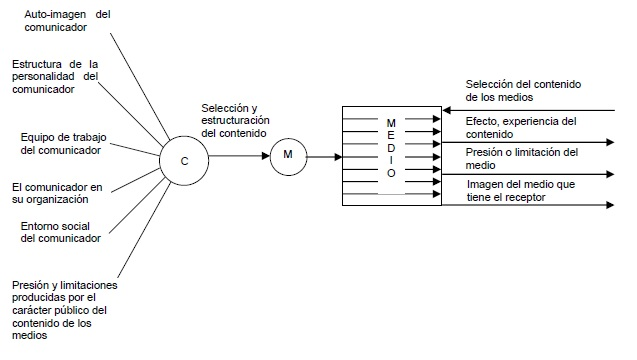 Auto-imagen del
comunicador
Estructura de la
personalidad del
comunicador
Equipo de trabajo
del comunicador
El comunicador en
su organización
Entorno social
del comunicador
Presión y limitaciones
producidas por el
carácter público del
contenido de los
medios
C
Selección y
estructuración
del contenido
M
M
E
D
I
O
Selección del contenido
de los medios
Efecto, experiencia del
contenido
Presión o limitación del
medio
Imagen del medio que
tiene el receptor